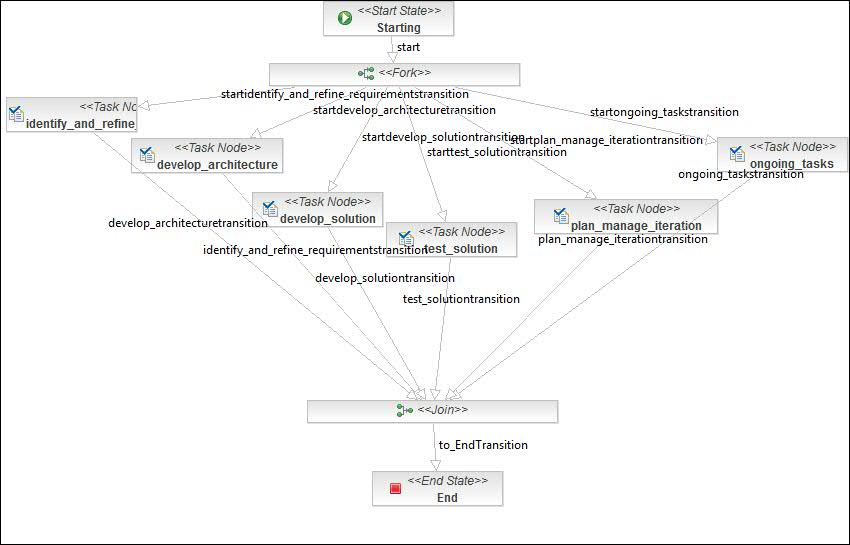 <<Start State>>
Starting
start
<<Fork>>
startidentify_and_refine_requirementstransition
<<Task No
identify_and_refine_
startdevelop_architecturetransition
startongoing_taskstransition
startdevelop_solutiontransition
startplan_manage_iterationtransition
starttest_solutiontransition
<<Task Node>>
develop_architecture
<<Task Node>>
ongoing_tasks
ongoing_taskstransition
<<Task Node>>
develop_solution
<<Task Node>>
plan_manage_iteration
develop_architecturetransition
<<Task Node>>
test_solution
plan_manage_iterationtransition
identify_and_refine_requirementstransition
develop_solutiontransition
test_solutiontransition
<<Join>>
to_EndTransition
<<End State>>
End